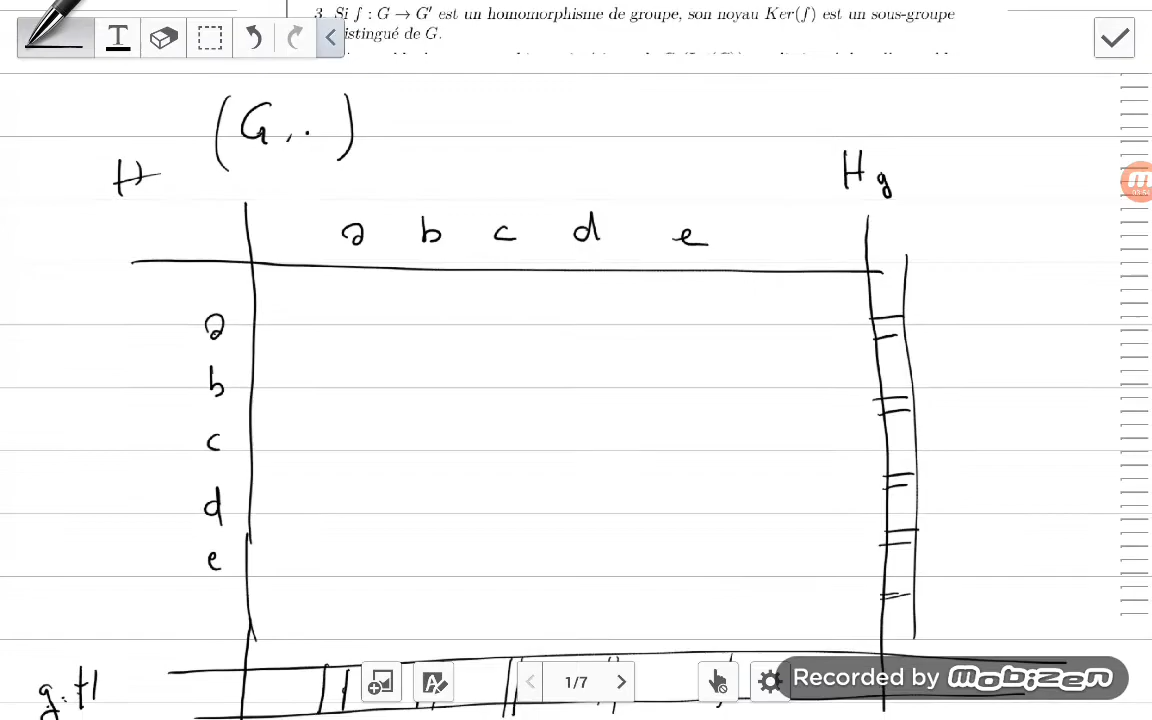 3. Si f : G → G′ est un homomorphisme de groupe, son noyau Ker(f) est un sous-groupe
istingué de G.
T
(G, .)
H
Hg
a b c d e
a
b
c
d
e
g.H
1/7
Recorded by mobizen